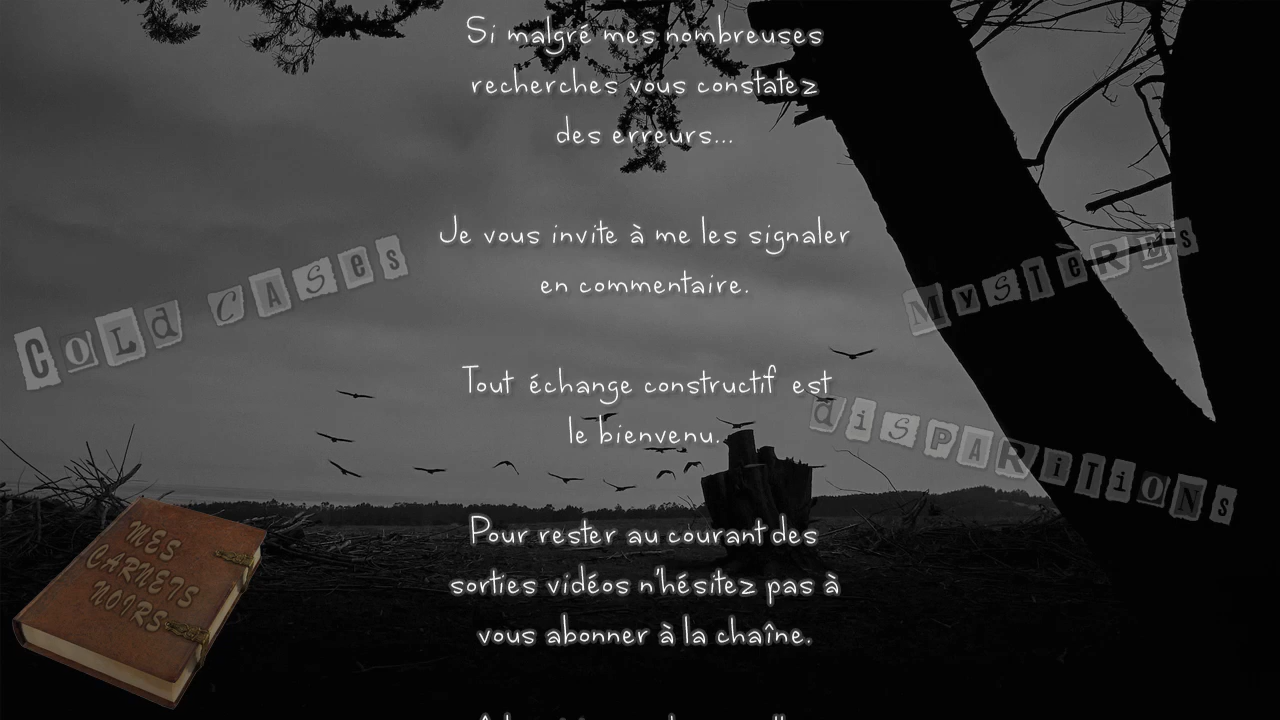 Si malgré mes nombreuses
recherches vous constatez
des erreurs...
Je vous invite à me les signaler
en commentaire.
Tout échange constructif est
le bienvenu.
Pour rester au courant des
sorties vidéos n'hésitez pas à
vous abonner à la chaîne.
COLd CASes
MySTèREs
diSPARiTiONs
MES
CARNETS
NOIRS